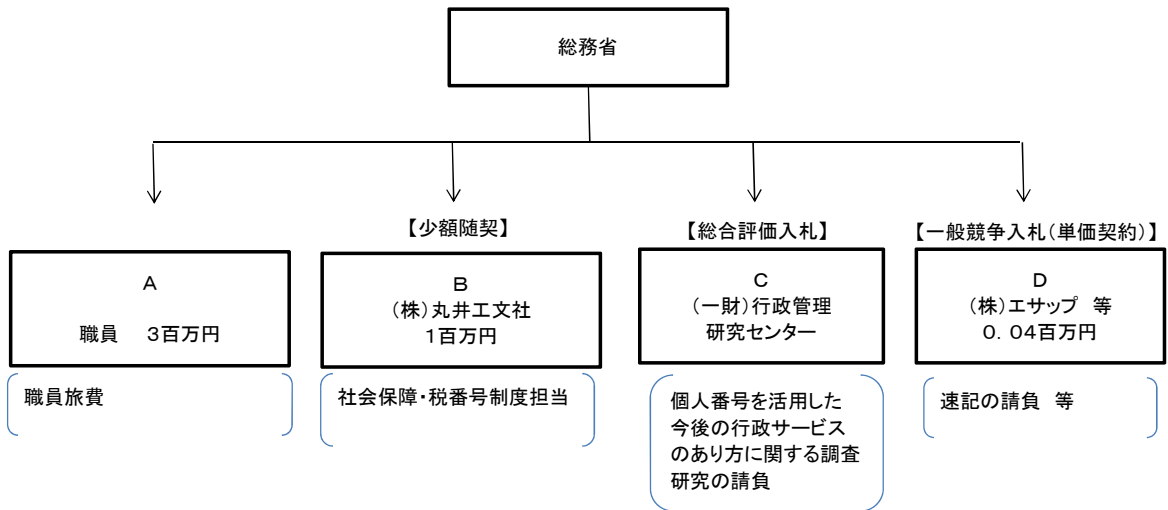 総務省
【少額随契】
【総合評価入札】
【一般競争入札(単価契約)】
A
職員 3百万円
B
(株)丸井工文社
1百万円
C
(一財)行政管理
研究センター
D
(株)エサップ 等
0.04百万円
職員旅費
社会保障・税番号制度担当
個人番号を活用した
今後の行政サービス
のあり方に関する調査
研究の請負
速記の請負 等